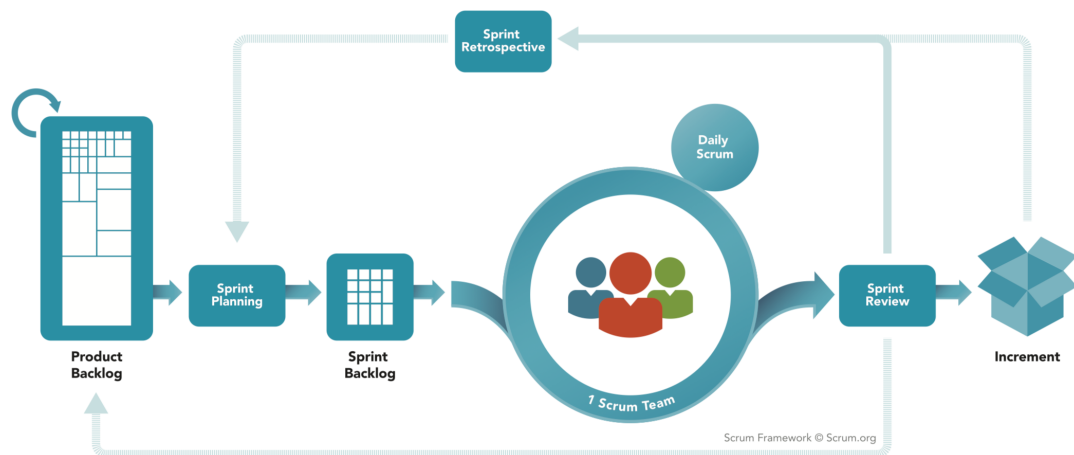 Sprint
Retrospective
Daily
Scrum
Sprint
Planning
Sprint
Review
Product
Backlog
Sprint
Backlog
Increment
1 Scrum Team
Scrum Framework © Scrum.org